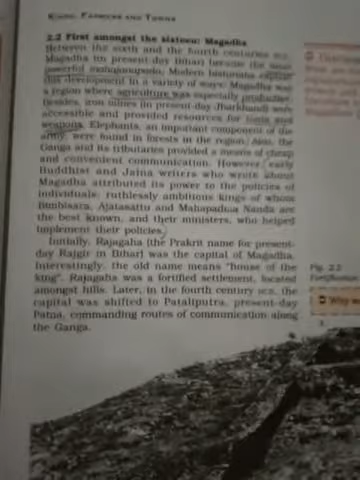 KINGS, FARMERS AND TOWNS
2.2 First amongst the sixteen: Magadha
Between the sixth and the fourth centuries BCE,
Magadha (in present-day Bihar) became the most
powerful mahajanapada. Modern historians explain
this development in a variety of ways: Magadha was
a region where agriculture was especially productive.
Besides, iron mines (in present-day Jharkhand) were
accessible and provided resources for tools and
weapons. Elephants, an important component of the
army, were found in forests in the region. Also, the
Ganga and its tributaries provided a means of cheap
and convenient communication. However, early
Buddhist and Jaina writers who wrote about
Magadha attributed its power to the policies of
individuals: ruthlessly ambitious kings of whom
Bimbisara, Ajatasattu and Mahapadma Nanda are
the best known, and their ministers, who helped
implement their policies.
Initially, Rajagaha (the Prakrit name for present-
day Rajgir in Bihar) was the capital of Magadha.
Interestingly, the old name means "house of the
king". Rajagaha was a fortified settlement, located
amongst hills. Later, in the fourth century BCE, the
capital was shifted to Pataliputra, present-day
Patna, commanding routes of communication along
the Ganga.
Fig. 2.2